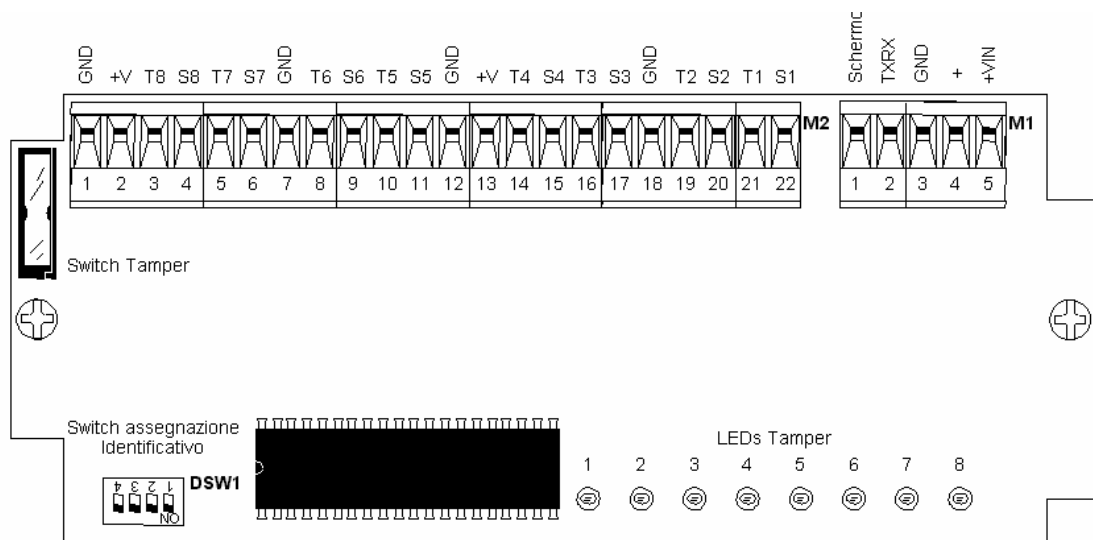 GND +V T8 S8 T7 S7 GND T6 S6 T5 S5 GND +V T4 S4 T3 S3 GND T2 S2 T1 S1
Schermo TXRX GND + +VIN
M2
M1
1 2 3 4 5 6 7 8 9 10 11 12 13 14 15 16 17 18 19 20 21 22
1 2 3 4 5
Switch Tamper
Switch assegnazione
Identificativo
DSW1
4 3 2 1
ON
LEDs Tamper
1 2 3 4 5 6 7 8